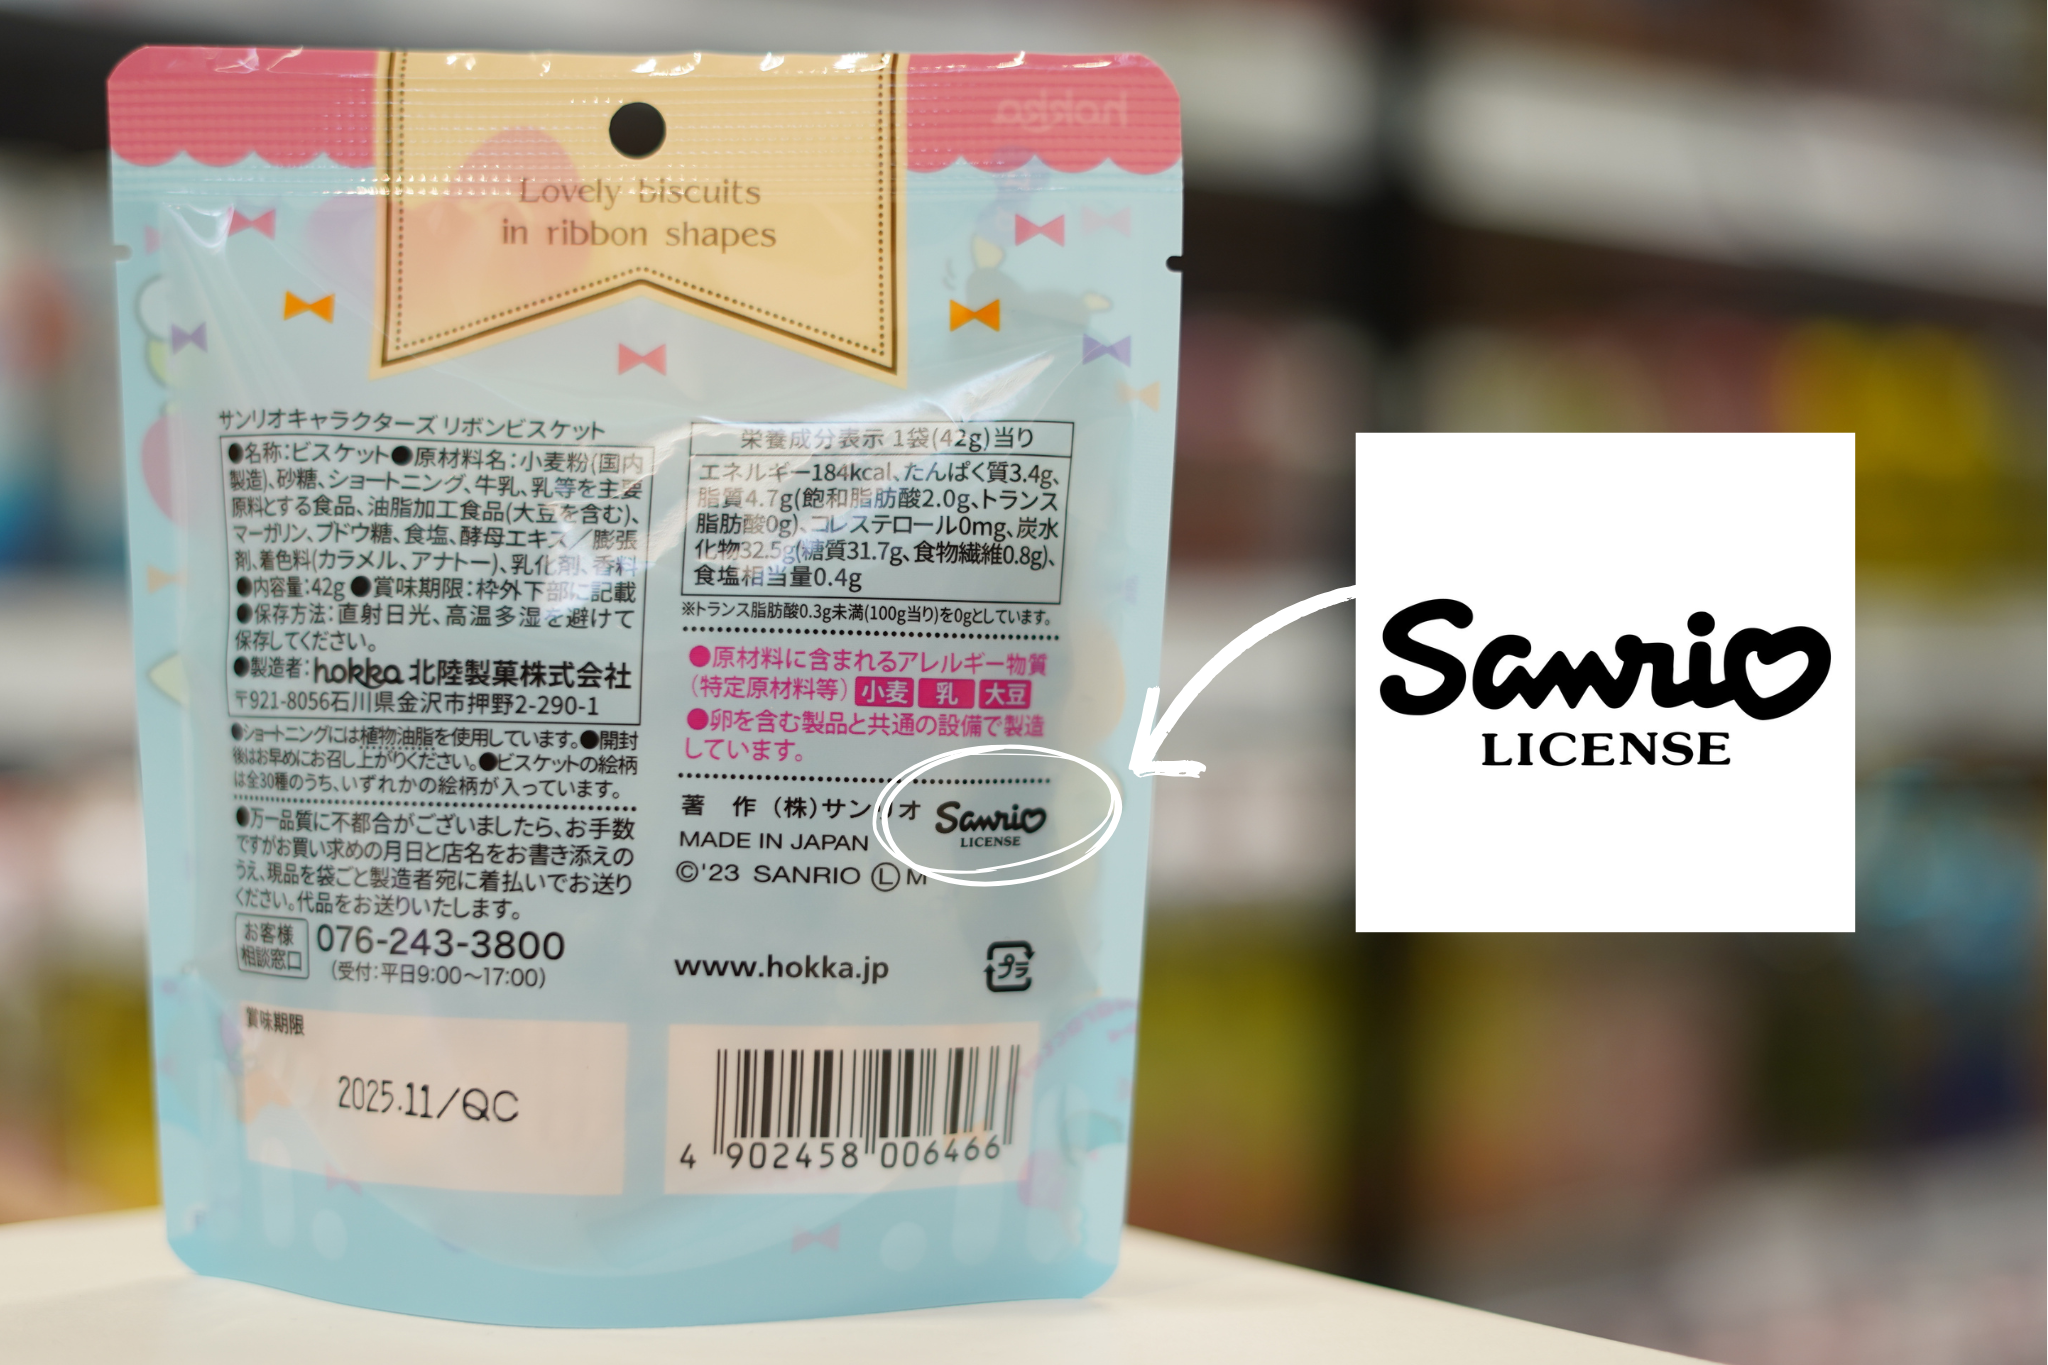 hokka
Lovely biscuits
in ribbon shapes
サンリオキャラクターズ リボンビスケット
●名称:ビスケット●原材料名:小麦粉(国内
製造)、砂糖、ショートニング、牛乳、乳等を主要
原料とする食品、油脂加工食品(大豆を含む)、
マーガリン、ブドウ糖、食塩、酵母エキス/膨張
剤、着色料(カラメル、アナトー)、乳化剤、香料
●内容量:42g ●賞味期限:枠外下部に記載
●保存方法:直射日光、高温多湿を避けて
保存してください。
●製造者:hokka 北陸製菓株式会社
〒921-8056石川県金沢市押野2-290-1
●ショートニングには植物油脂を使用しています。●開封
後はお早めにお召し上がりください。●ビスケットの絵柄
は全30種のうち、いずれかの絵柄が入っています。
●万一品質に不都合がございましたら、お手数
ですがお買い求めの月日と店名をお書き添えの
うえ、現品を袋ごと製造者宛に着払いでお送り
ください。代品をお送りいたします。
お客様
相談窓口
076-243-3800
(受付:平日9:00〜17:00)
賞味期限
2025.11/QC
栄養成分表示 1袋(42g)当り
エネルギー184kcal、たんぱく質3.4g、
脂質4.7g(飽和脂肪酸2.0g、トランス
脂肪酸0g)、コレステロール0mg、炭水
化物32.5g(糖質31.7g、食物繊維0.8g)、
食塩相当量0.4g
※トランス脂肪酸0.3g未満(100g当り)を0gとしています。
●原材料に含まれるアレルギー物質
(特定原材料等) 小麦 乳 大豆
●卵を含む製品と共通の設備で製造
しています。
著 作 (株)サンリオ
Sanrio
LICENSE
MADE IN JAPAN
©'23 SANRIO Ⓛ M
www.hokka.jp
プラ
4 902458 006466
Sanrio
LICENSE